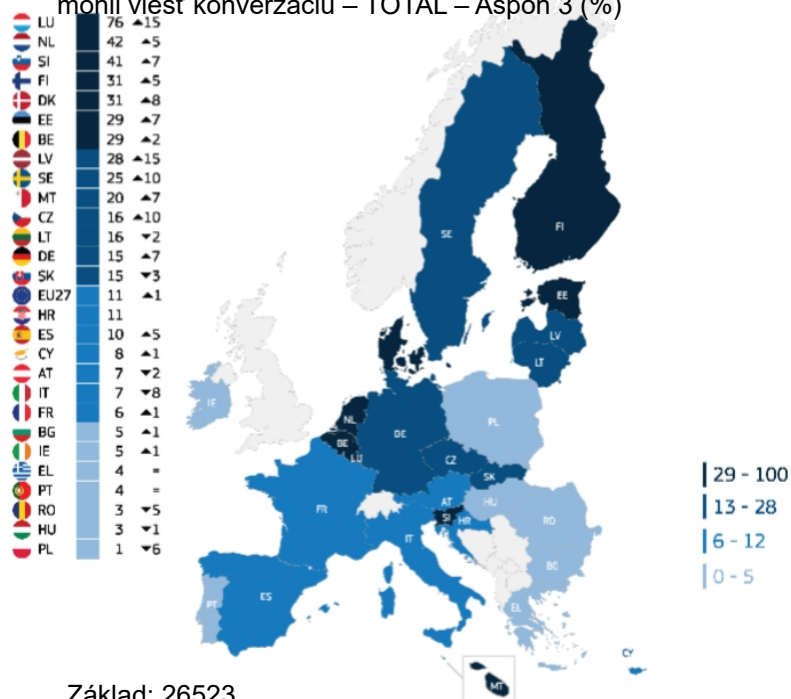 mohli viesť konverzáciu – TOTAL – Aspoň 3 (%)
LU 76 ▲15
NL 42 ▲5
SI 41 ▲7
FI 31 ▲5
DK 31 ▲8
EE 29 ▲7
BE 29 ▲2
LV 28 ▲15
SE 25 ▲10
MT 20 ▲7
CZ 16 ▲10
LT 16 ▼2
DE 15 ▲7
SK 15 ▼3
EU27 11 ▲1
HR 11
ES 10 ▲5
CY 8 ▲1
AT 7 ▼2
IT 7 ▼8
FR 6 ▲1
BG 5 ▲1
IE 5 ▲1
EL 4 =
PT 4 =
RO 3 ▼5
HU 3 ▼1
PL 1 ▼6
SE
FI
EE
LV
LT
IE
NL
BE
LU
DE
PL
CZ
SK
FR
AT
HU
SI
HR
RO
IT
BG
PT
ES
EL
CY
MT
29 - 100
13 - 28
6 - 12
0 - 5
Základ: 26523